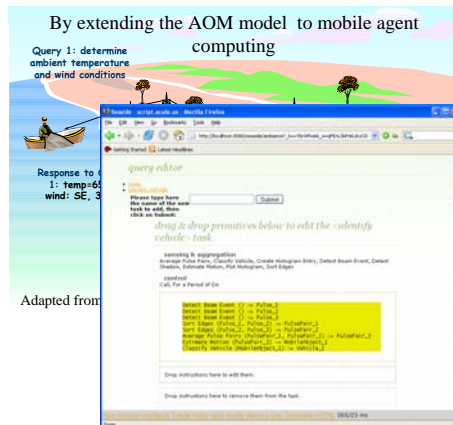 By extending the AOM model to mobile agent
computing
Query 1: determine
ambient temperature
and wind conditions
Response to
1: temp=65
wind: SE, 3
Adapted from
Seaside - script.aculo.us - Mozilla Firefox
File Edit View Go Bookmarks Tools Help
Getting Started Latest Headlines
query editor
Please type here
the name of the new
task to add, then
click on Submit:
Submit
drag & drop primitives below to edit the <identify
vehicle> task
sensing & aggregation
Average Pulse Pairs, Classify Vehicle, Create Histogram Entry, Detect Beam Event, Detect
Shadow, Estimate Motion, Plot Histogram, Sort Edges
control
Call, For a Period of Do
Detect Beam Event () -> Pulse_1
Detect Beam Event () -> Pulse_2
Detect Beam Event () -> Pulse_3
Sort Edges (Pulse_1, Pulse_2) -> PulsePair_1
Sort Edges (Pulse_2, Pulse_3) -> PulsePair_2
Average Pulse Pairs (PulsePair_1, PulsePair_2) -> PulsePair_3
Estimate Motion (PulsePair_3) -> MobileObject_1
Classify Vehicle (MobileObject_1) -> Vehicle_1
Drop instructions here to edit them.
Drop instructions here to remove them from the task.
355/23 ms
Done